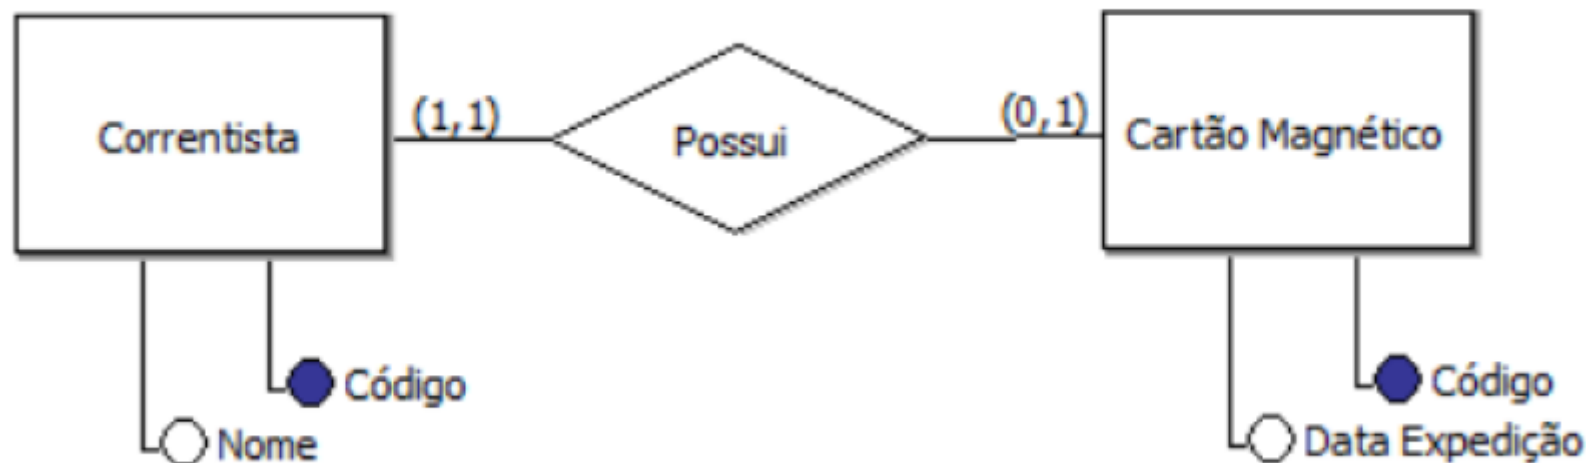 Correntista
(1,1)
Possui
(0,1)
Cartão Magnético
Código
Nome
Código
Data Expedição